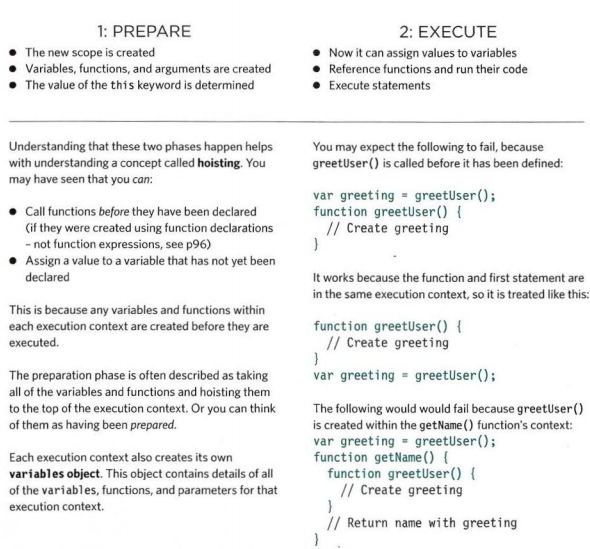 1: PREPARE
● The new scope is created
● Variables, functions, and arguments are created
● The value of the this keyword is determined
2: EXECUTE
● Now it can assign values to variables
● Reference functions and run their code
● Execute statements
Understanding that these two phases happen helps
with understanding a concept called hoisting. You
may have seen that you can:
● Call functions before they have been declared
(if they were created using function declarations
– not function expressions, see p96)
● Assign a value to a variable that has not yet been
declared
This is because any variables and functions within
each execution context are created before they are
executed.
The preparation phase is often described as taking
all of the variables and functions and hoisting them
to the top of the execution context. Or you can think
of them as having been prepared.
Each execution context also creates its own
variables object. This object contains details of all
of the variables, functions, and parameters for that
execution context.
You may expect the following to fail, because
greetUser() is called before it has been defined:
var greeting = greetUser();
function greetUser() {
// Create greeting
}
It works because the function and first statement are
in the same execution context, so it is treated like this:
function greetUser() {
// Create greeting
}
var greeting = greetUser();
The following would would fail because greetUser()
is created within the getName() function's context:
var greeting = greetUser();
function getName() {
function greetUser() {
// Create greeting
}
// Return name with greeting
}